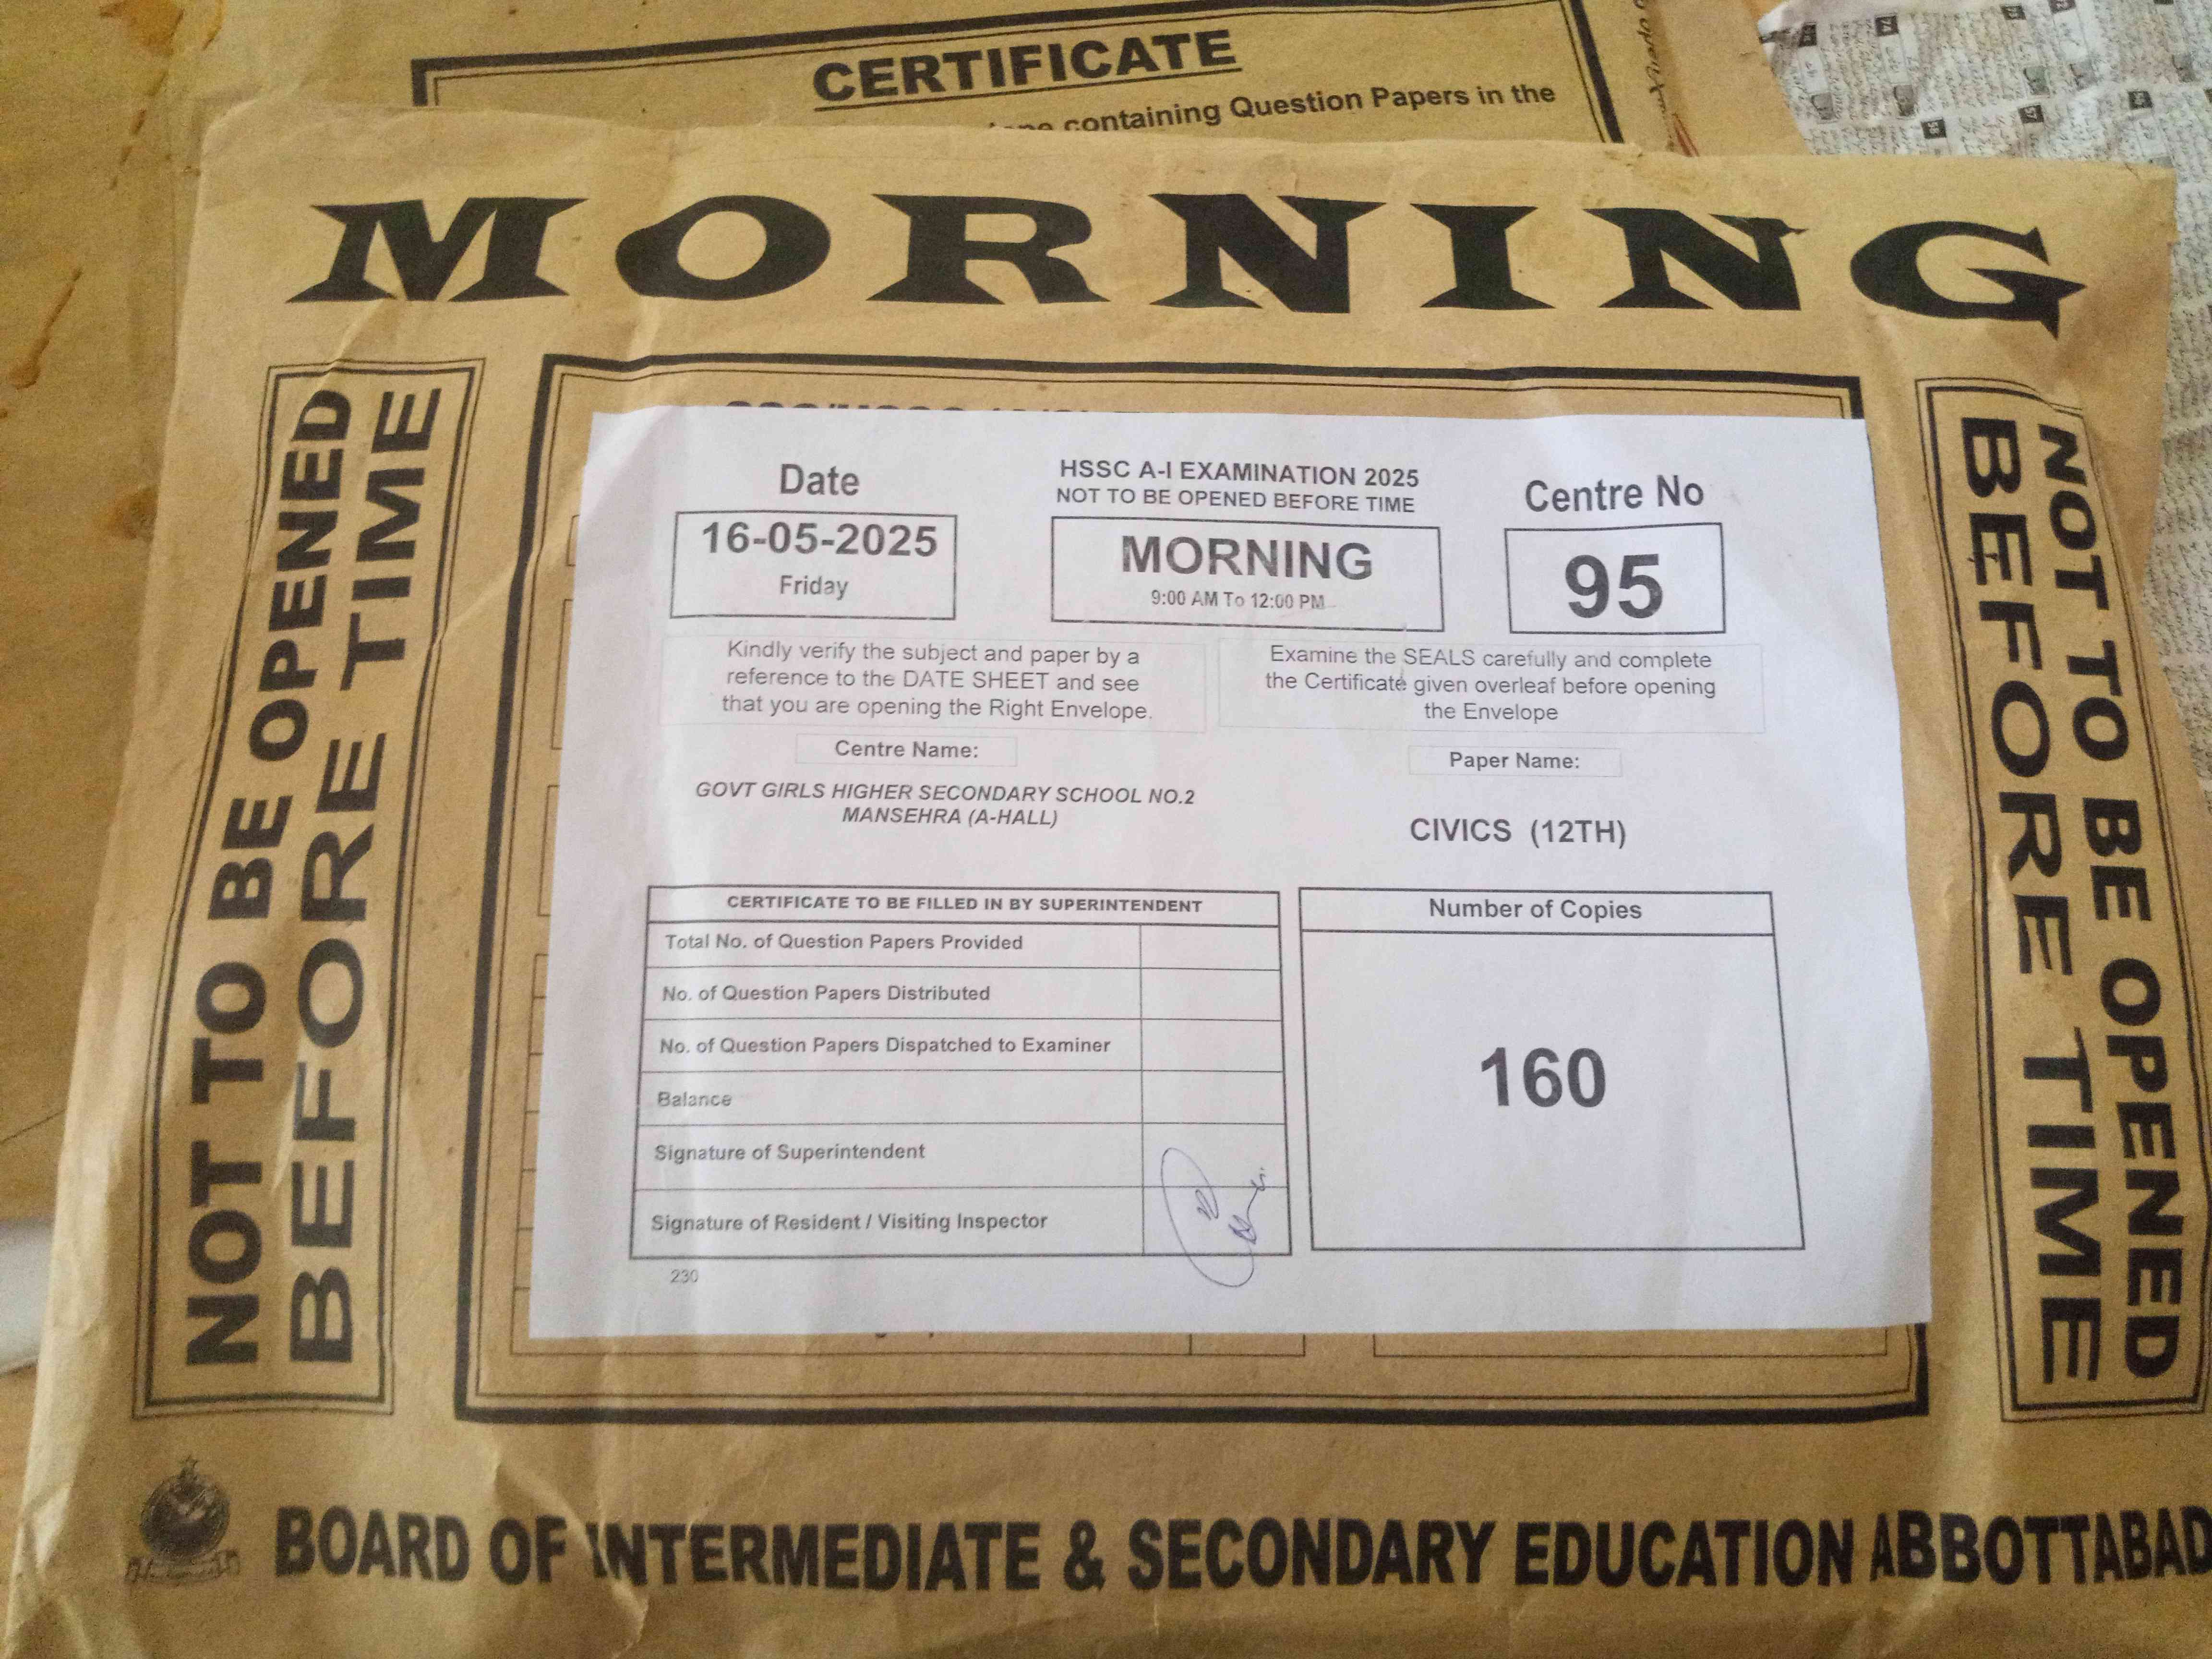 CERTIFICATE
containing Question Papers in the
MORNING
NOT TO BE OPENED
BEFORE TIME
Date
16-05-2025
Friday
HSSC A-I EXAMINATION 2025
NOT TO BE OPENED BEFORE TIME
MORNING
9:00 AM To 12:00 PM
Centre No
95
Kindly verify the subject and paper by a
reference to the DATE SHEET and see
that you are opening the Right Envelope.
Examine the SEALS carefully and complete
the Certificate given overleaf before opening
the Envelope
Centre Name:
GOVT GIRLS HIGHER SECONDARY SCHOOL NO.2
MANSEHRA (A-HALL)
Paper Name:
CIVICS (12TH)
CERTIFICATE TO BE FILLED IN BY SUPERINTENDENT
Total No. of Question Papers Provided
No. of Question Papers Distributed
No. of Question Papers Dispatched to Examiner
Balance
Signature of Superintendent
Signature of Resident / Visiting Inspector
Number of Copies
160
230
NOT TO BE OPENED
BEFORE TIME
BOARD OF INTERMEDIATE & SECONDARY EDUCATION ABBOTTABAD